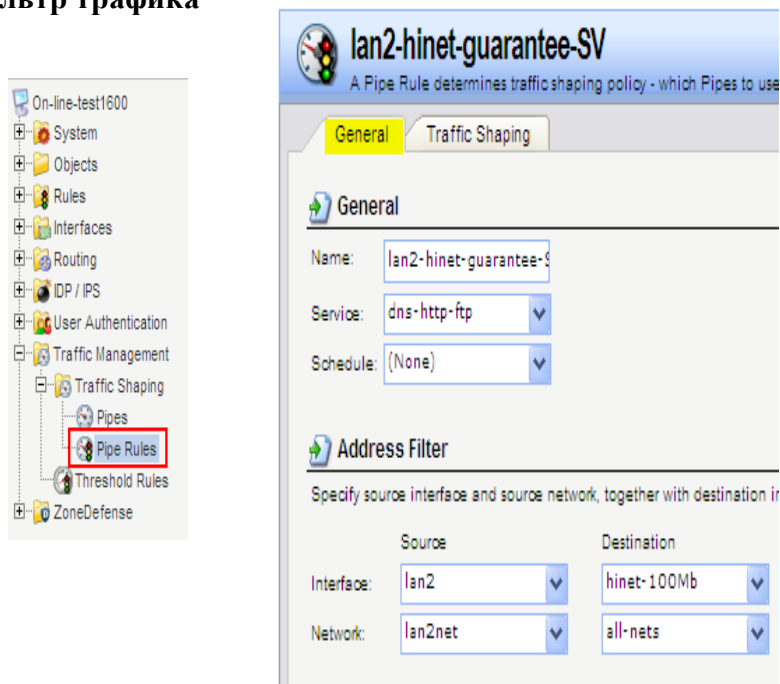 трафика
On-line-test1600
System
Objects
Rules
Interfaces
Routing
IDP / IPS
User Authentication
Traffic Management
Traffic Shaping
Pipes
Pipe Rules
Threshold Rules
ZoneDefense
lan2-hinet-guarantee-SV
A Pipe Rule determines traffic shaping policy - which Pipes to use
General Traffic Shaping
General
Name: lan2-hinet-guarantee-S
Service: dns-http-ftp
Schedule: (None)
Address Filter
Specify source interface and source network, together with destination
Source Destination
Interface: lan2 hinet-100Mb
Network: lan2net all-nets